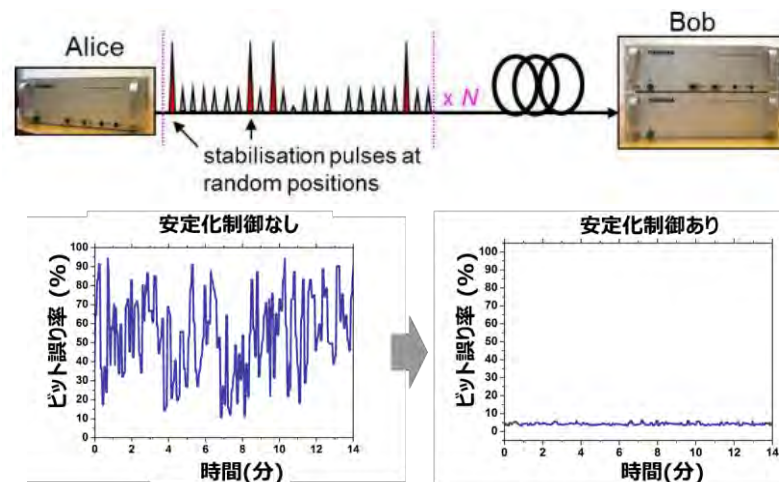 Alice
Bob
x N
stabilisation pulses at
random positions
安定化制御なし
ビット誤り率 (%)
100
90
80
70
60
50
40
30
20
10
0
0 2 4 6 8 10 12 14
時間(分)
安定化制御あり
ビット誤り率 (%)
100
90
80
70
60
50
40
30
20
10
0
0 2 4 6 8 10 12 14
時間(分)